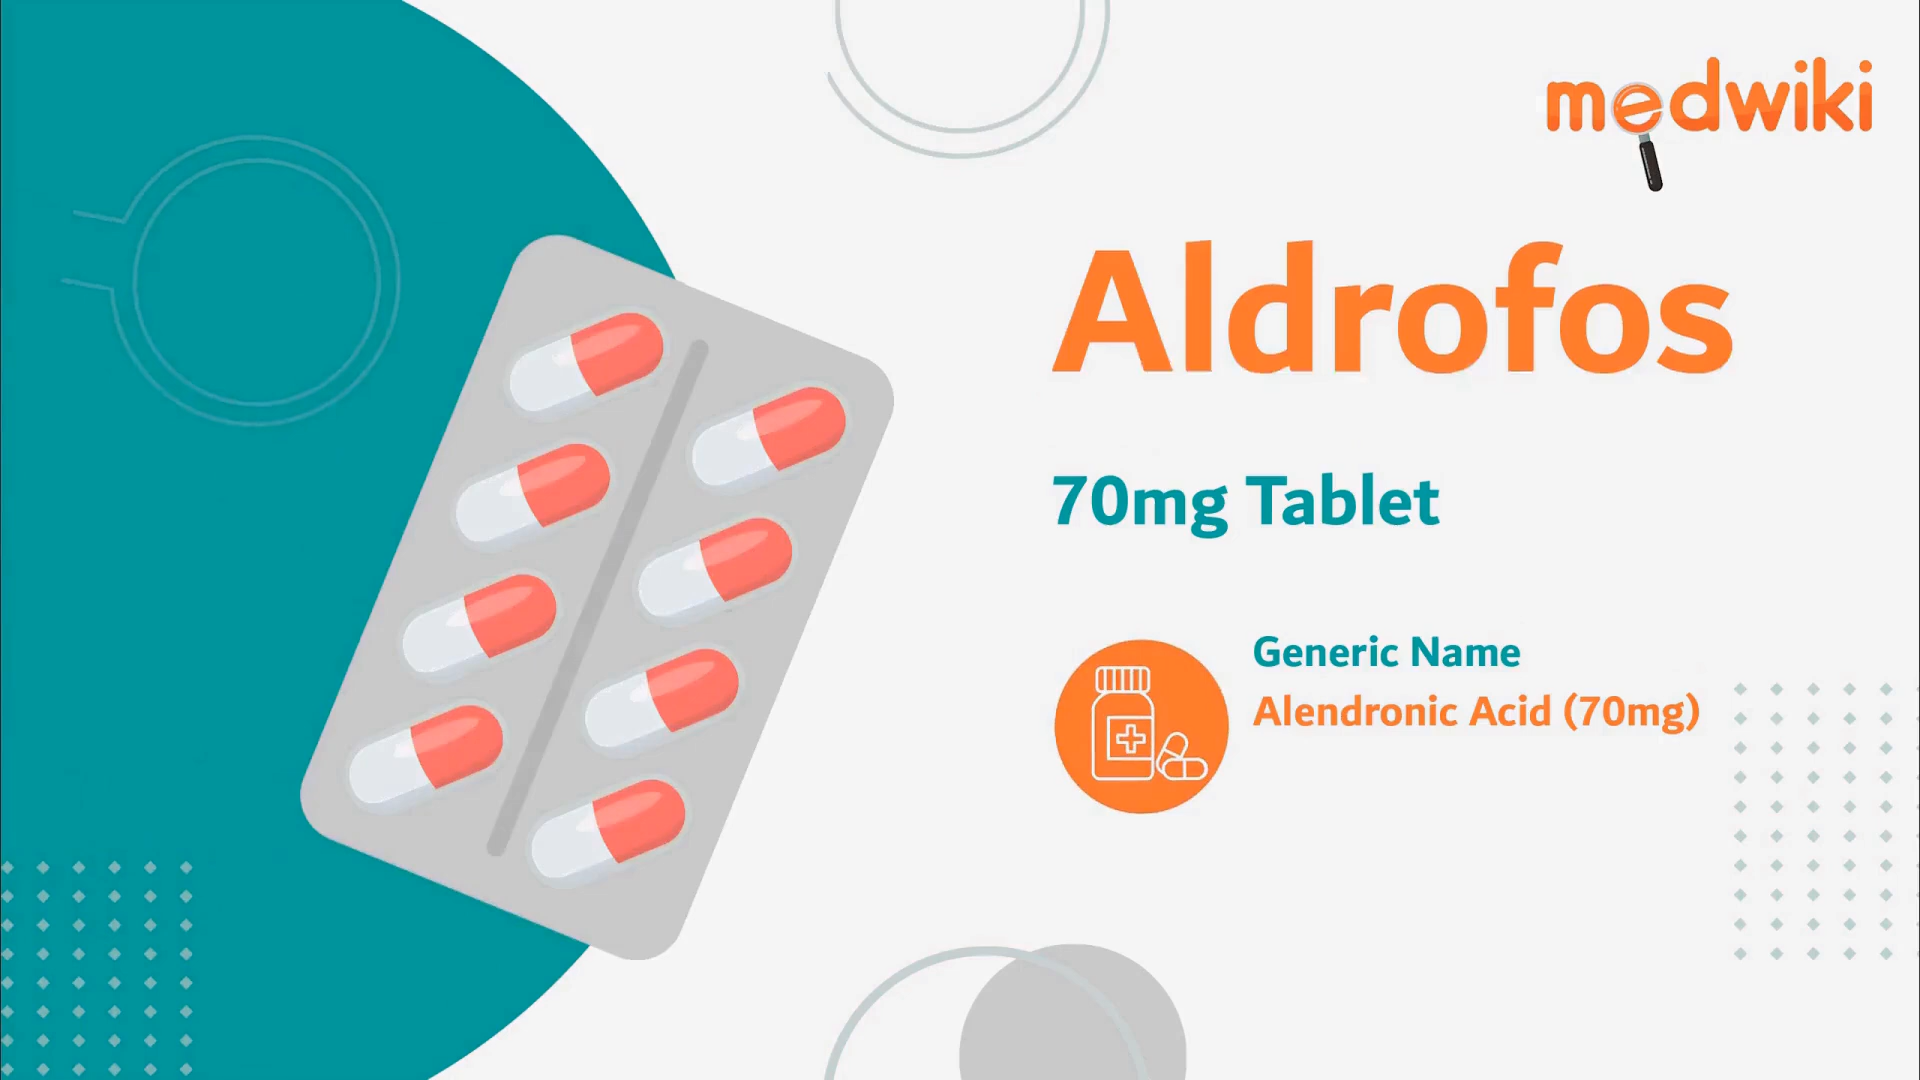 medwiki
Aldrofos
70mg Tablet
Generic Name
Alendronic Acid (70mg)